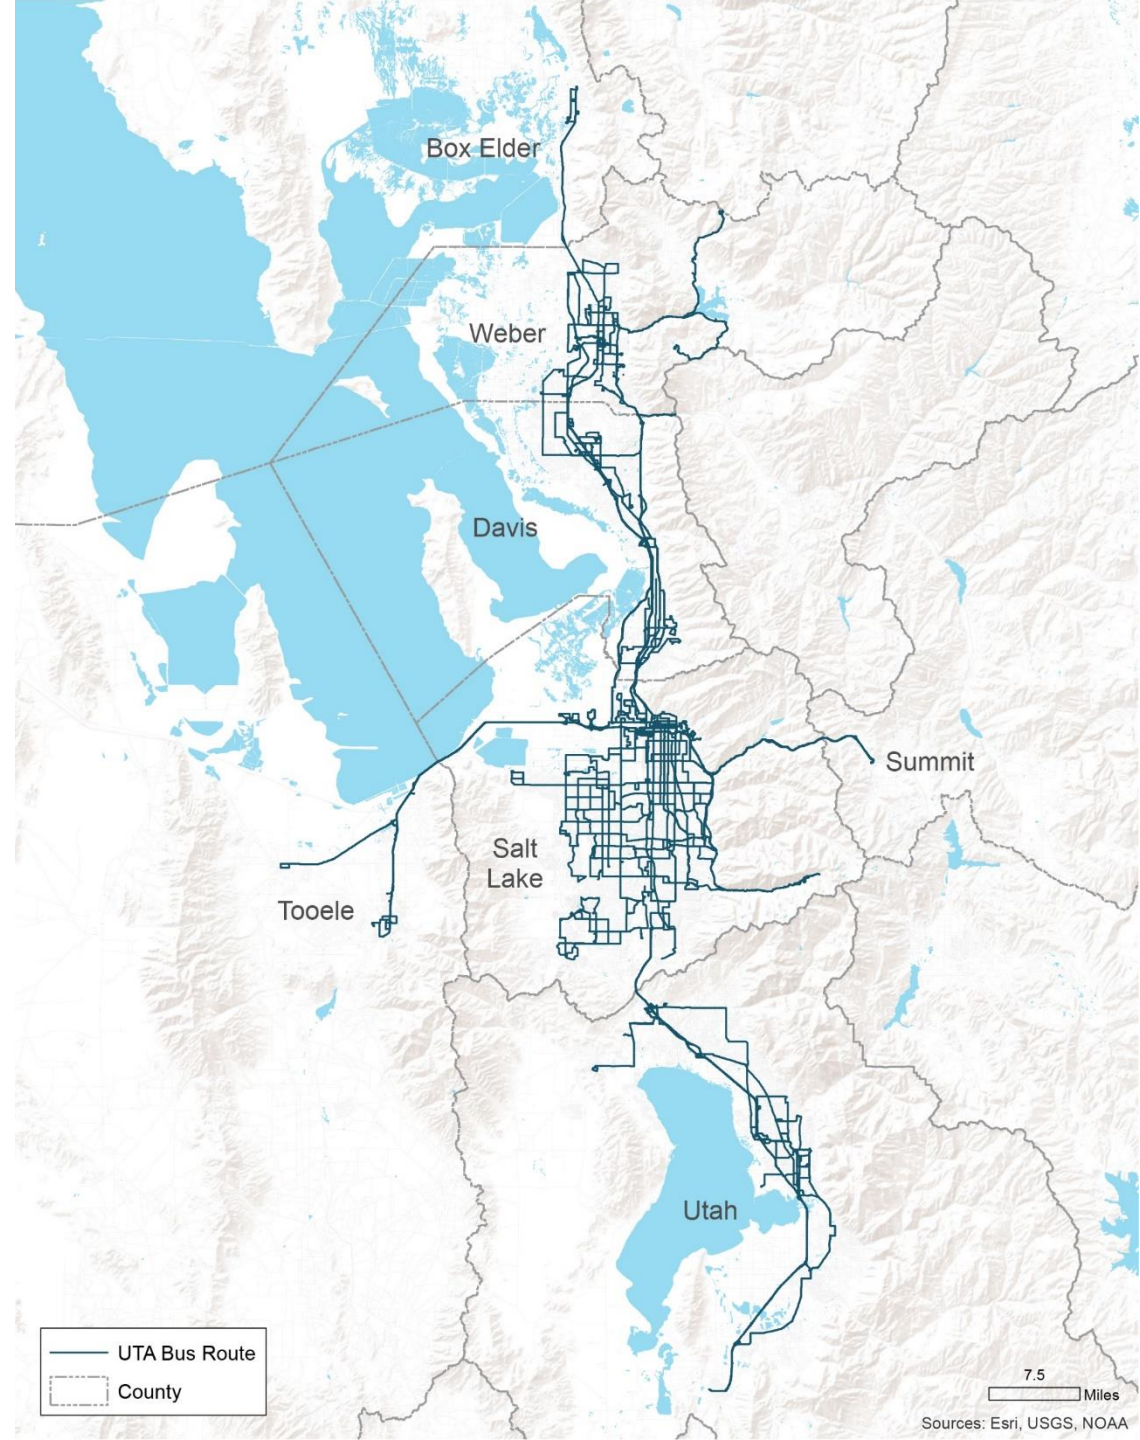 Box Elder
Weber
Davis
Summit
Salt
Lake
Tooele
Utah
UTA Bus Route
County
7.5
Miles
Sources: Esri, USGS, NOAA